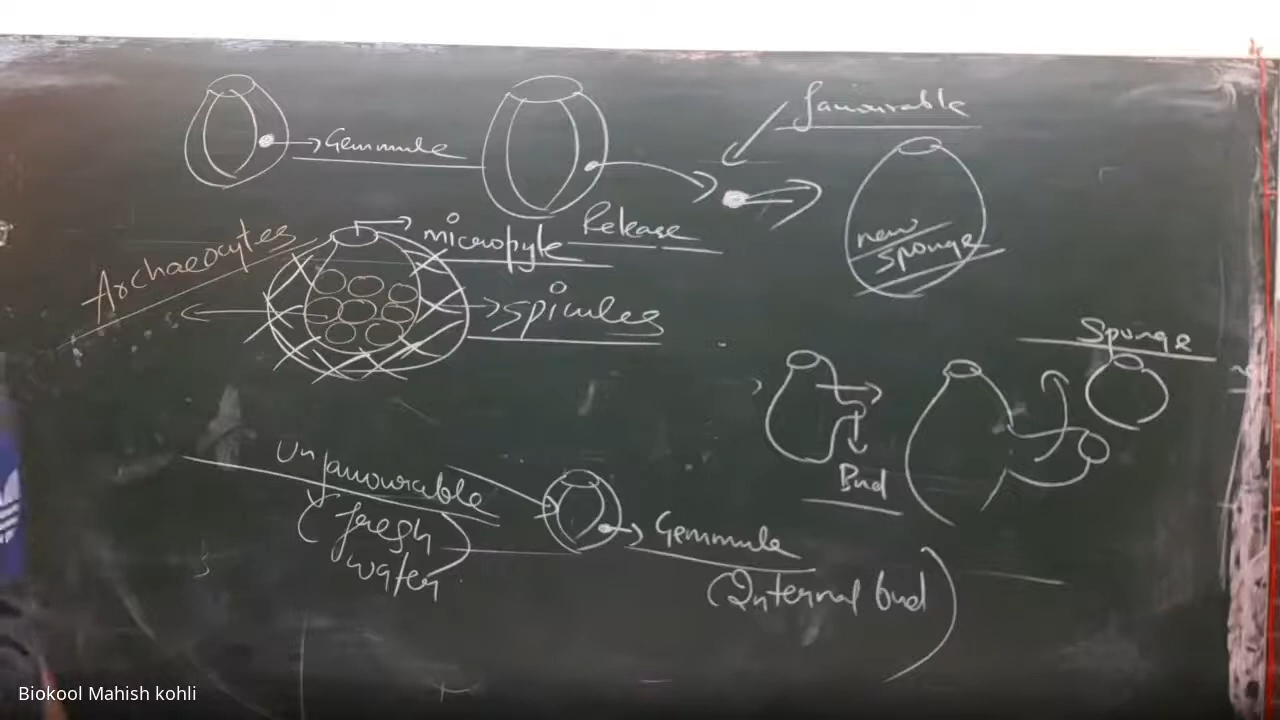 favourable
Gemmule
Release
new
sponge
Archaeocytes
micropyle
spicules
Sponge
Bud
unfavourable
(fresh
water)
Gemmule
(Internal bud)
Biokool Mahish kohli